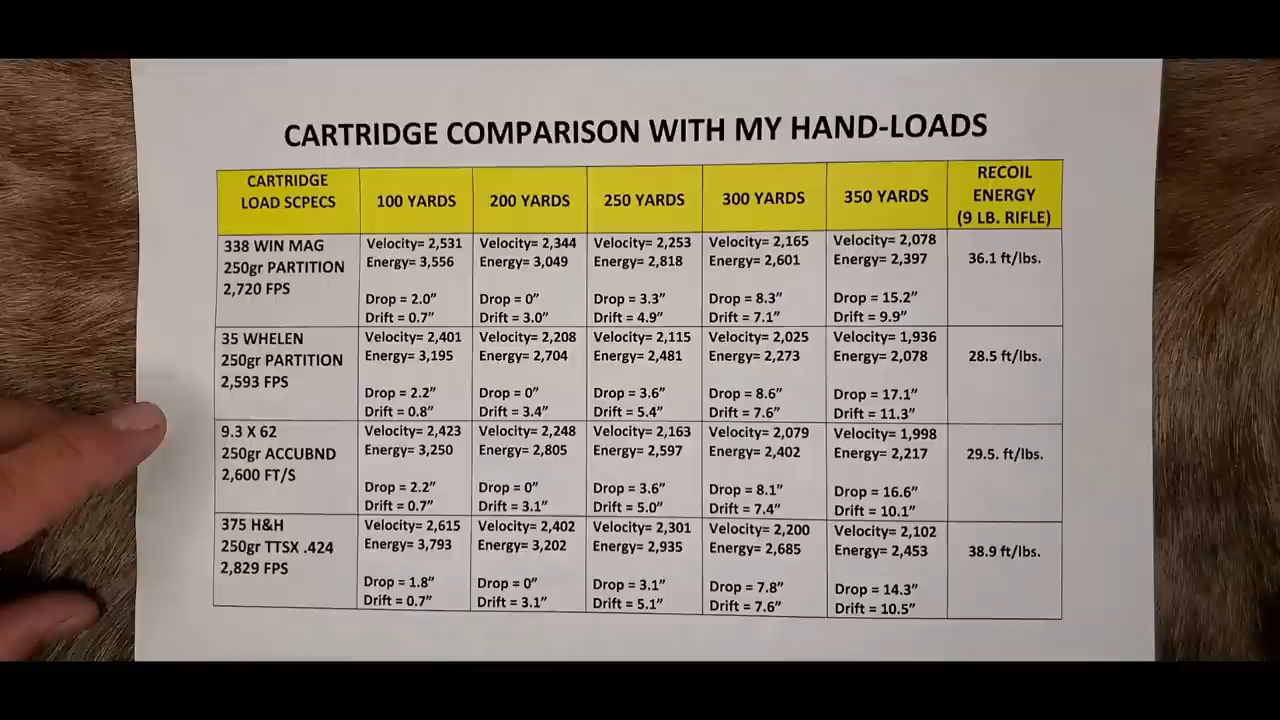 CARTRIDGE COMPARISON WITH MY HAND-LOADS
CARTRIDGE
LOAD SCPECS
100 YARDS
200 YARDS
250 YARDS
300 YARDS
350 YARDS
RECOIL
ENERGY
(9 LB. RIFLE)
338 WIN MAG
250gr PARTITION
2,720 FPS
Velocity= 2,531
Energy= 3,556
Drop = 2.0”
Drift = 0.7”
Velocity= 2,344
Energy= 3,049
Drop = 0”
Drift = 3.0”
Velocity= 2,253
Energy= 2,818
Drop = 3.3”
Drift = 4.9”
Velocity= 2,165
Energy= 2,601
Drop = 8.3”
Drift = 7.1”
Velocity= 2,078
Energy= 2,397
Drop = 15.2”
Drift = 9.9”
36.1 ft/lbs.
35 WHELEN
250gr PARTITION
2,593 FPS
Velocity= 2,401
Energy= 3,195
Drop = 2.2”
Drift = 0.8”
Velocity= 2,208
Energy= 2,704
Drop = 0”
Drift = 3.4”
Velocity= 2,115
Energy= 2,481
Drop = 3.6”
Drift = 5.4”
Velocity= 2,025
Energy= 2,273
Drop = 8.6”
Drift = 7.6”
Velocity= 1,936
Energy= 2,078
Drop = 17.1”
Drift = 11.3”
28.5 ft/lbs.
9.3 X 62
250gr ACCUBND
2,600 FT/S
Velocity= 2,423
Energy= 3,250
Drop = 2.2”
Drift = 0.7”
Velocity= 2,248
Energy= 2,805
Drop = 0”
Drift = 3.1”
Velocity= 2,163
Energy= 2,597
Drop = 3.6”
Drift = 5.0”
Velocity= 2,079
Energy= 2,402
Drop = 8.1”
Drift = 7.4”
Velocity= 1,998
Energy= 2,217
Drop = 16.6”
Drift = 10.1”
29.5. ft/lbs.
375 H&H
250gr TTSX .424
2,829 FPS
Velocity= 2,615
Energy= 3,793
Drop = 1.8”
Drift = 0.7”
Velocity= 2,402
Energy= 3,202
Drop = 0”
Drift = 3.1”
Velocity= 2,301
Energy= 2,935
Drop = 3.1”
Drift = 5.1”
Velocity= 2,200
Energy= 2,685
Drop = 7.8”
Drift = 7.6”
Velocity= 2,102
Energy= 2,453
Drop = 14.3”
Drift = 10.5”
38.9 ft/lbs.